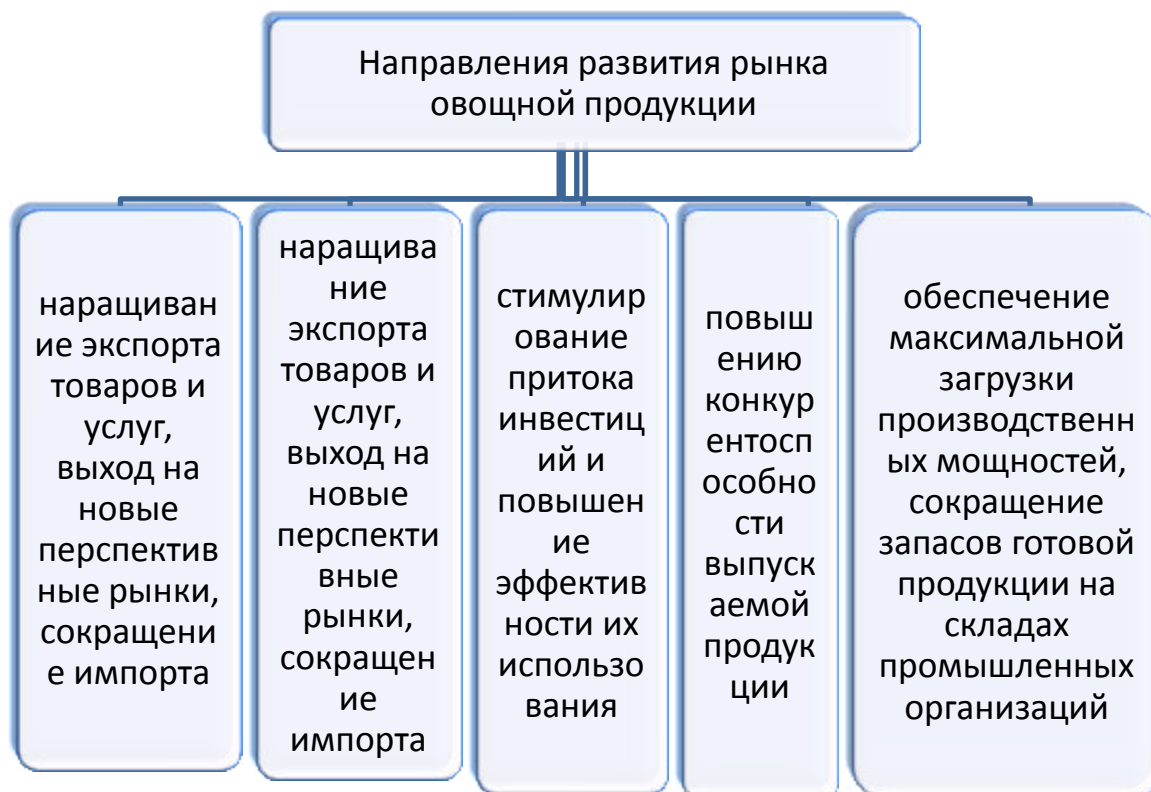 Направления развития рынка
овощной продукции
наращиван
ие экспорта
товаров и
услуг,
выход на
новые
перспектив
ные рынки,
сокращени
е импорта
наращива
ние
экспорта
товаров и
услуг,
выход на
новые
перспекти
вные
рынки,
сокращен
ие
импорта
стимулир
ование
притока
инвестиц
ий и
повышен
ие
эффектив
ности их
использо
вания
повыш
ению
конкур
ентосп
особно
сти
выпуск
аемой
продук
ции
обеспечение
максимальной
загрузки
производственн
ых мощностей,
сокращение
запасов готовой
продукции на
складах
промышленных
организаций